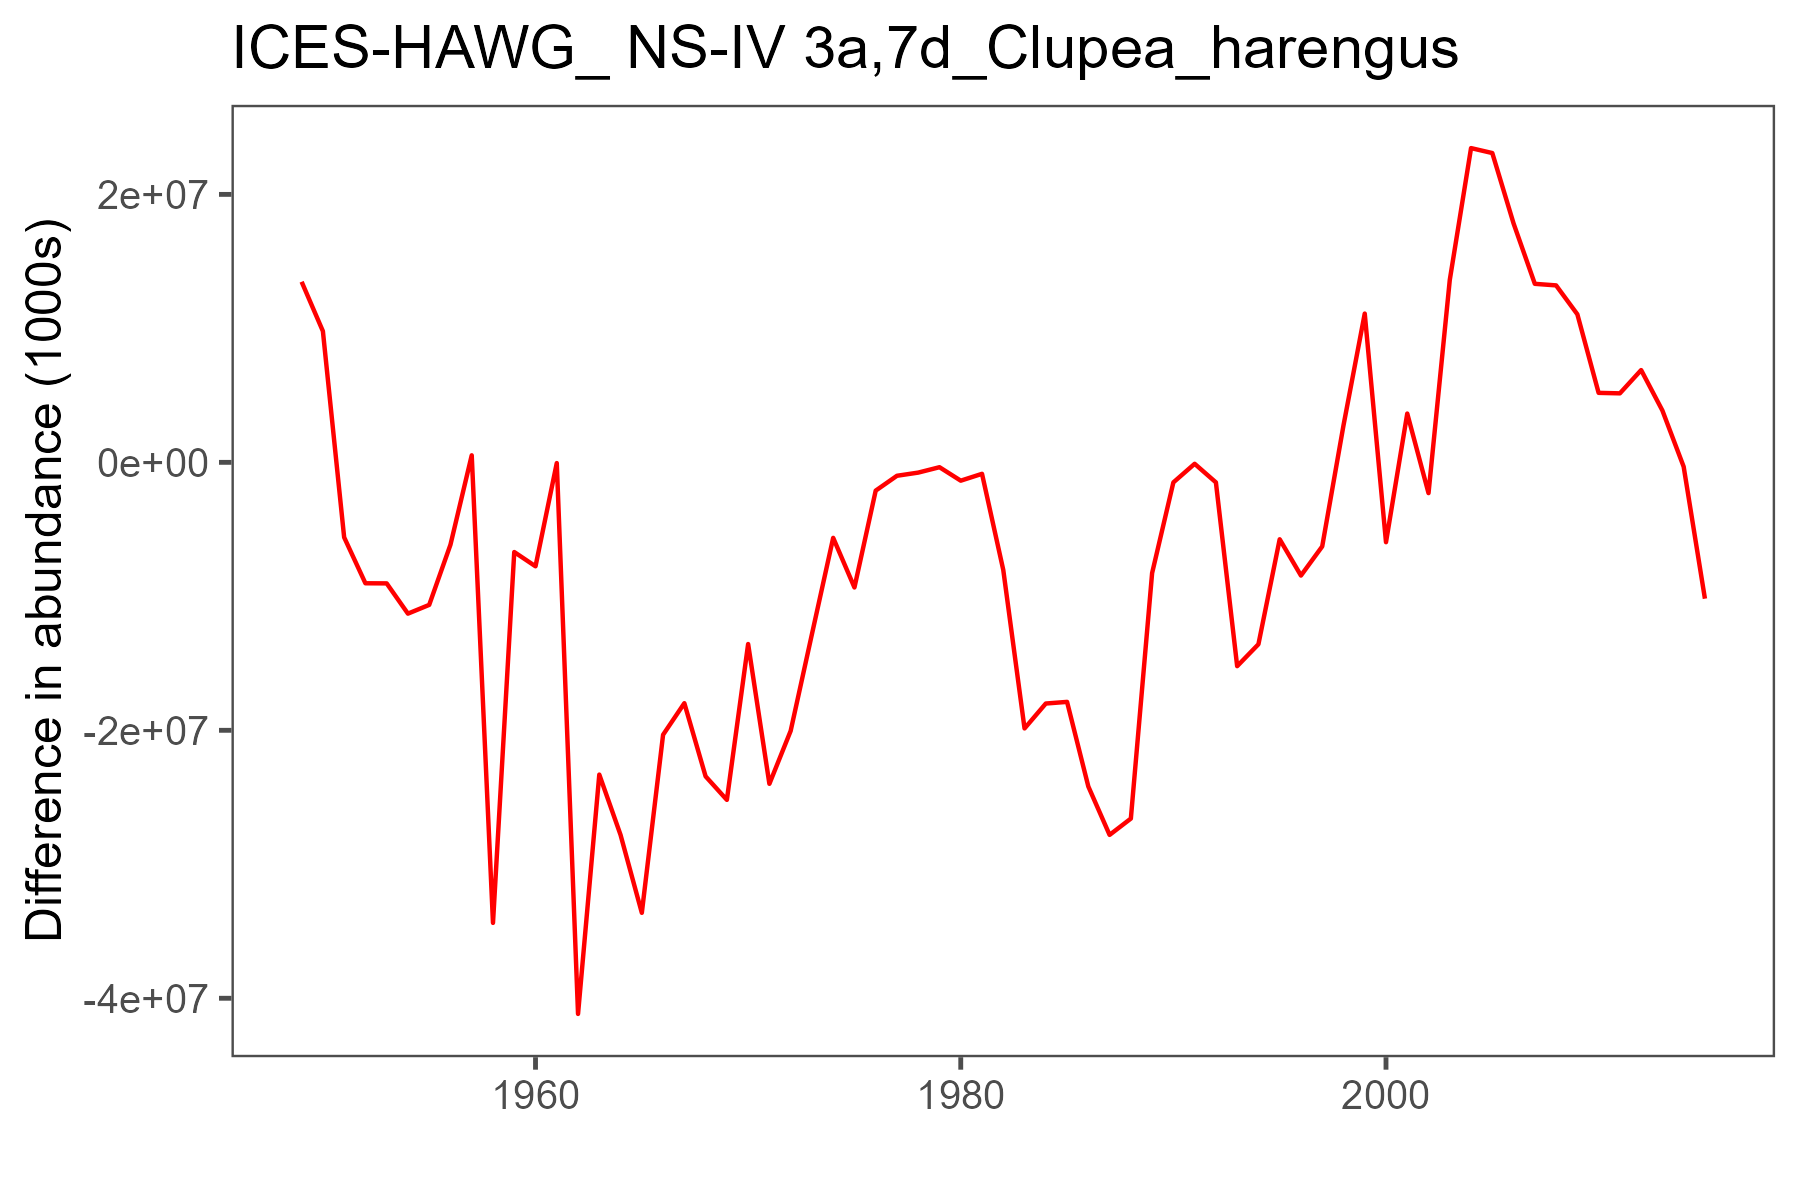 ICES-HAWG_ NS-IV 3a,7d_Clupea_harengus
Difference in abundance (1000s)
2e+07
0e+00
-2e+07
-4e+07
1960
1980
2000